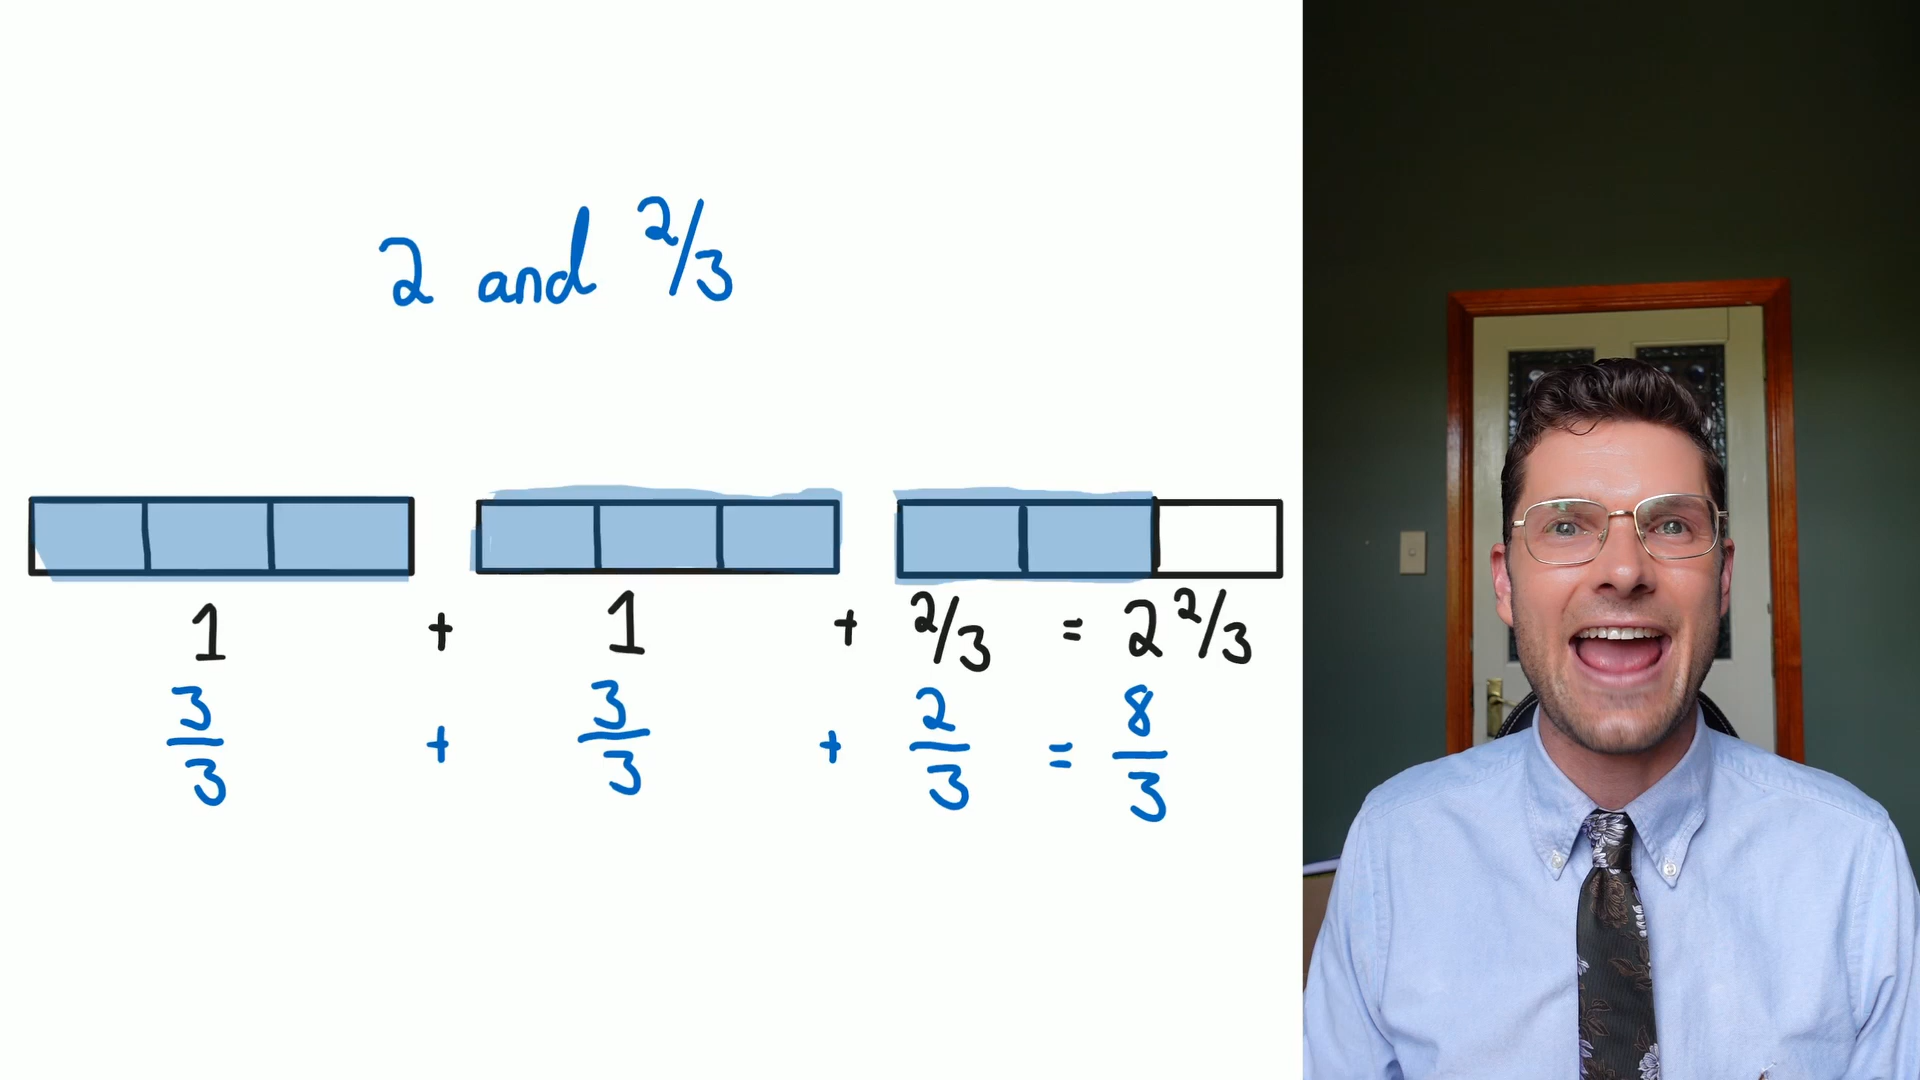 2 and 2/3
1 + 1 + 2/3 = 2 2/3
3/3 + 3/3 + 2/3 = 8/3